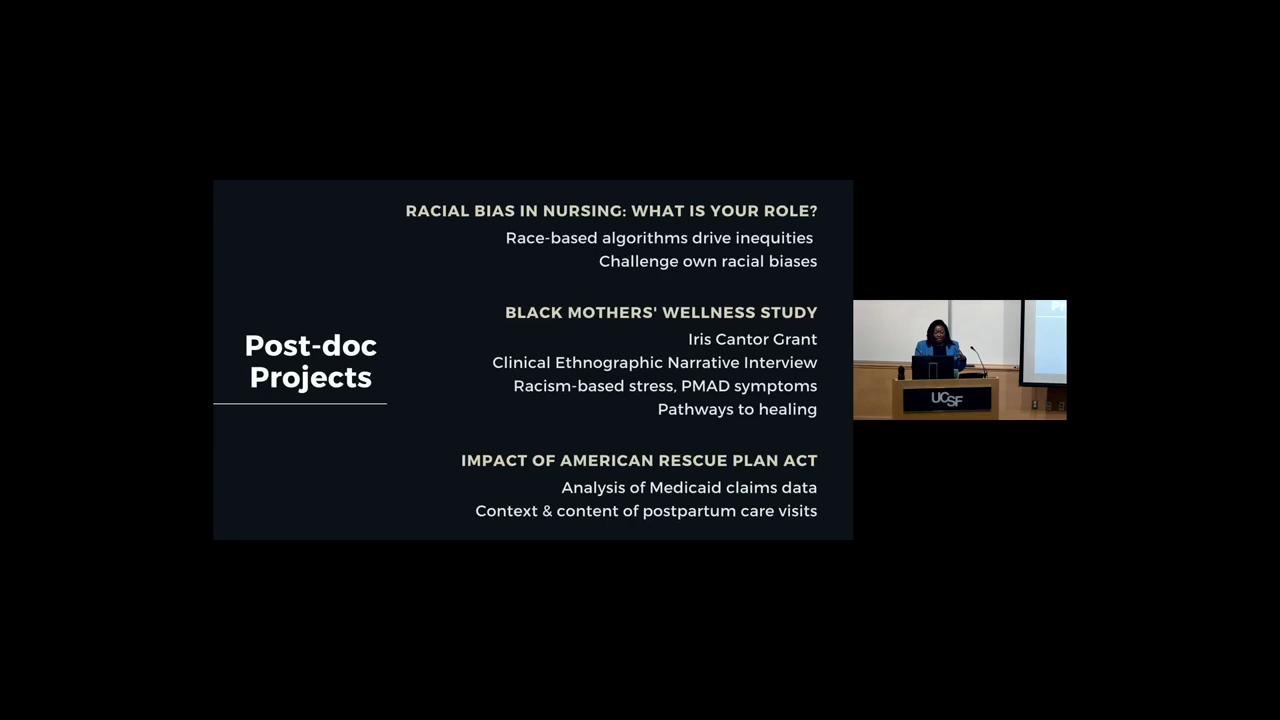 Post-doc
Projects
RACIAL BIAS IN NURSING: WHAT IS YOUR ROLE?
Race-based algorithms drive inequities
Challenge own racial biases
BLACK MOTHERS' WELLNESS STUDY
Iris Cantor Grant
Clinical Ethnographic Narrative Interview
Racism-based stress, PMAD symptoms
Pathways to healing
IMPACT OF AMERICAN RESCUE PLAN ACT
Analysis of Medicaid claims data
Context & content of postpartum care visits
UCSF